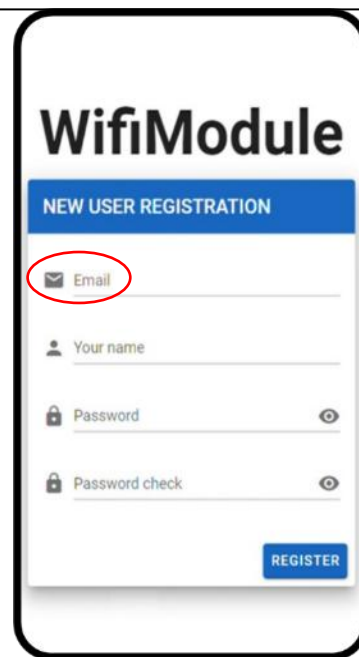 WifiModule
NEW USER REGISTRATION
Email
Your name
Password
Password check
REGISTER